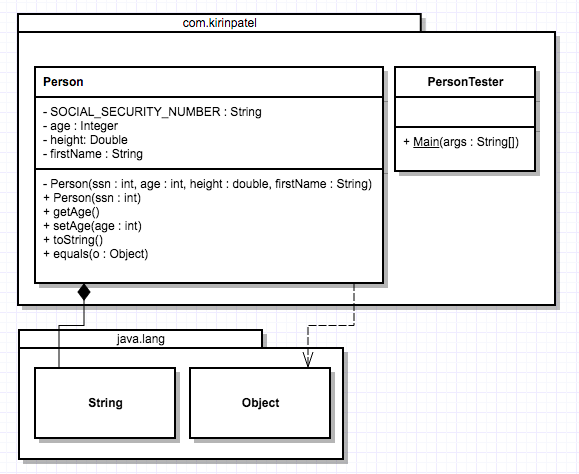 com.kirinpatel
Person
- SOCIAL_SECURITY_NUMBER : String
- age : Integer
- height: Double
- firstName : String
- Person(ssn : int, age : int, height : double, firstName : String)
+ Person(ssn : int)
+ getAge()
+ setAge(age : int)
+ toString()
+ equals(o : Object)
PersonTester
+ Main(args : String[])
java.lang
String
Object